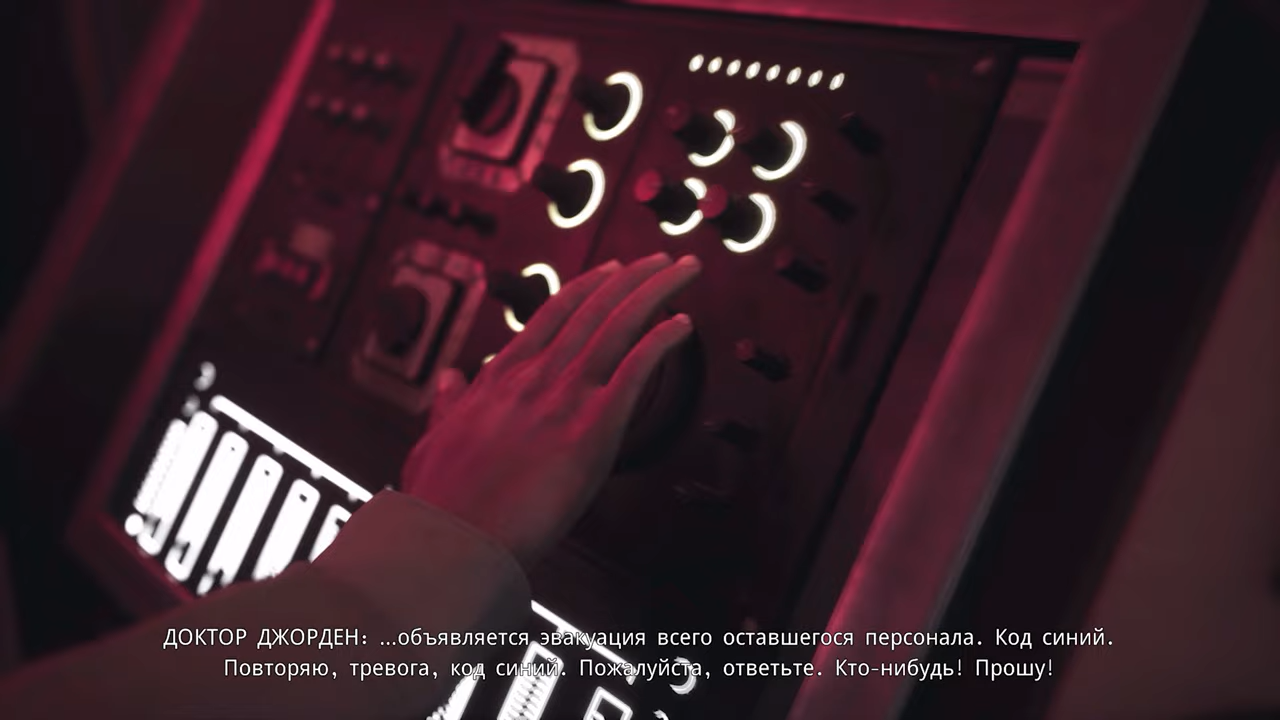 ДОКТОР ДЖОРДЕН: ...объявляется эвакуация всего оставшегося персонала. Код синий.
Повторяю, тревога, код синий. Пожалуйста, ответьте. Кто-нибудь! Прошу!